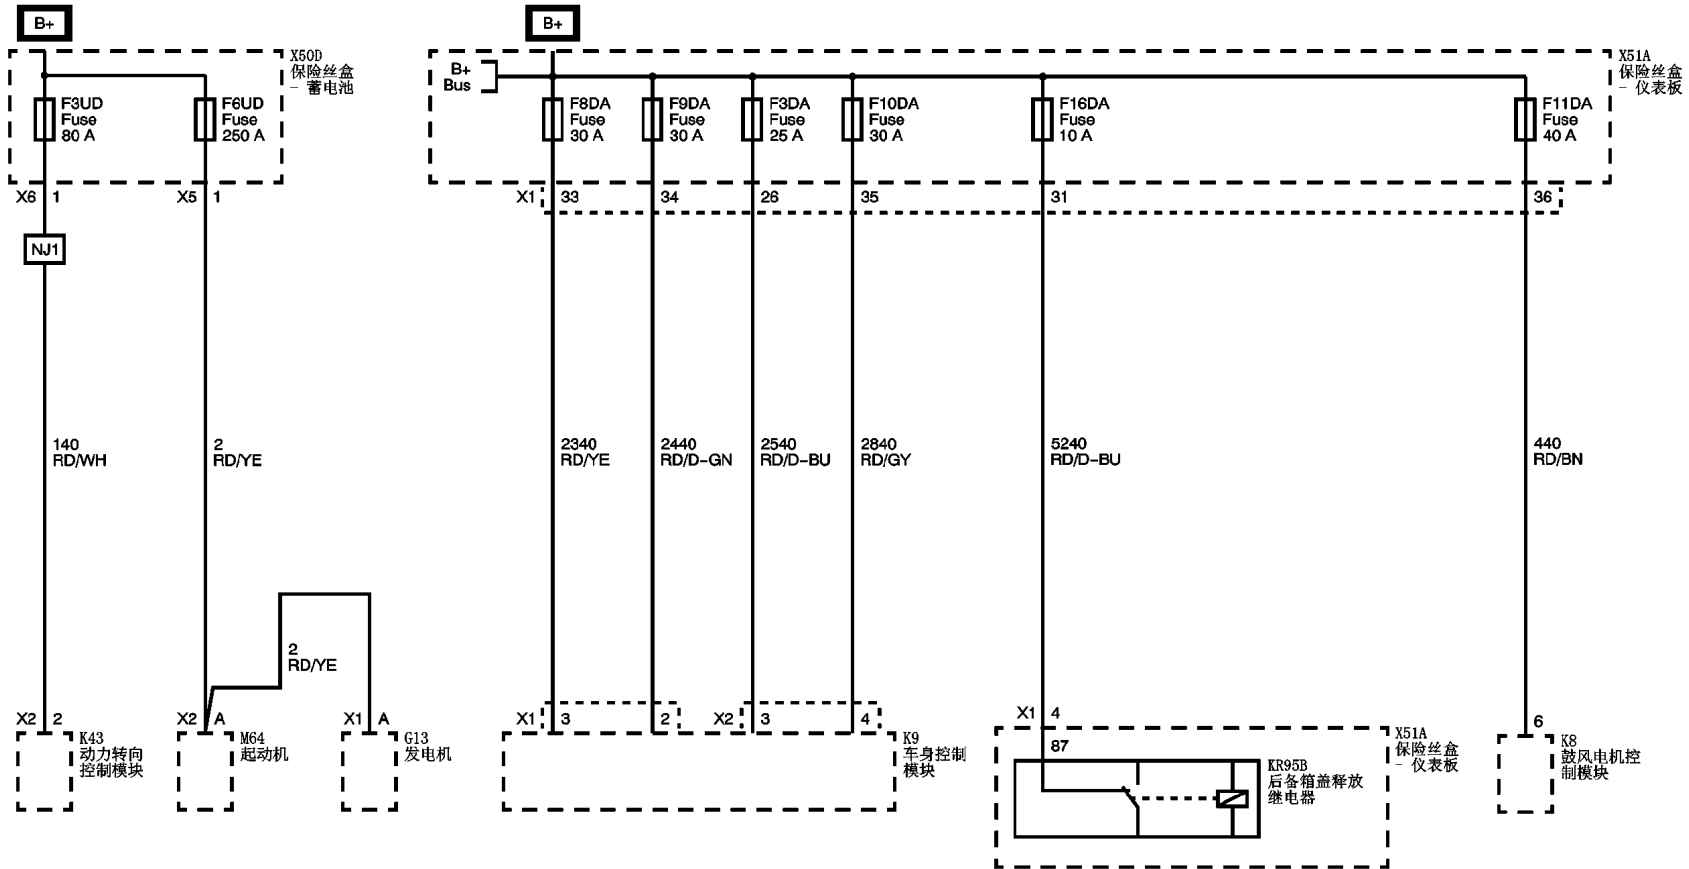 B+
B+
X50D
保险丝盒
- 蓄电池
X51A
保险丝盒
- 仪表板
B+
Bus
F3UD
Fuse
80 A
F6UD
Fuse
250 A
F8DA
Fuse
30 A
F9DA
Fuse
30 A
F3DA
Fuse
25 A
F10DA
Fuse
30 A
F16DA
Fuse
10 A
F11DA
Fuse
40 A
X6 1
X5 1
X1 33
34
26
35
31
36
NJ1
140
RD/WH
2
RD/YE
2340
RD/YE
2440
RD/D-GN
2540
RD/D-BU
2840
RD/GY
5240
RD/D-BU
440
RD/BN
2
RD/YE
X2 2
X2 A
X1 A
X1 3
2
X2 3
4
X1 4
6
K43
动力转向
控制模块
M64
起动机
G13
发电机
K9
车身控制
模块
87
X51A
保险丝盒
- 仪表板
KR95B
后备箱盖释放
继电器
K8
鼓风电机控
制模块